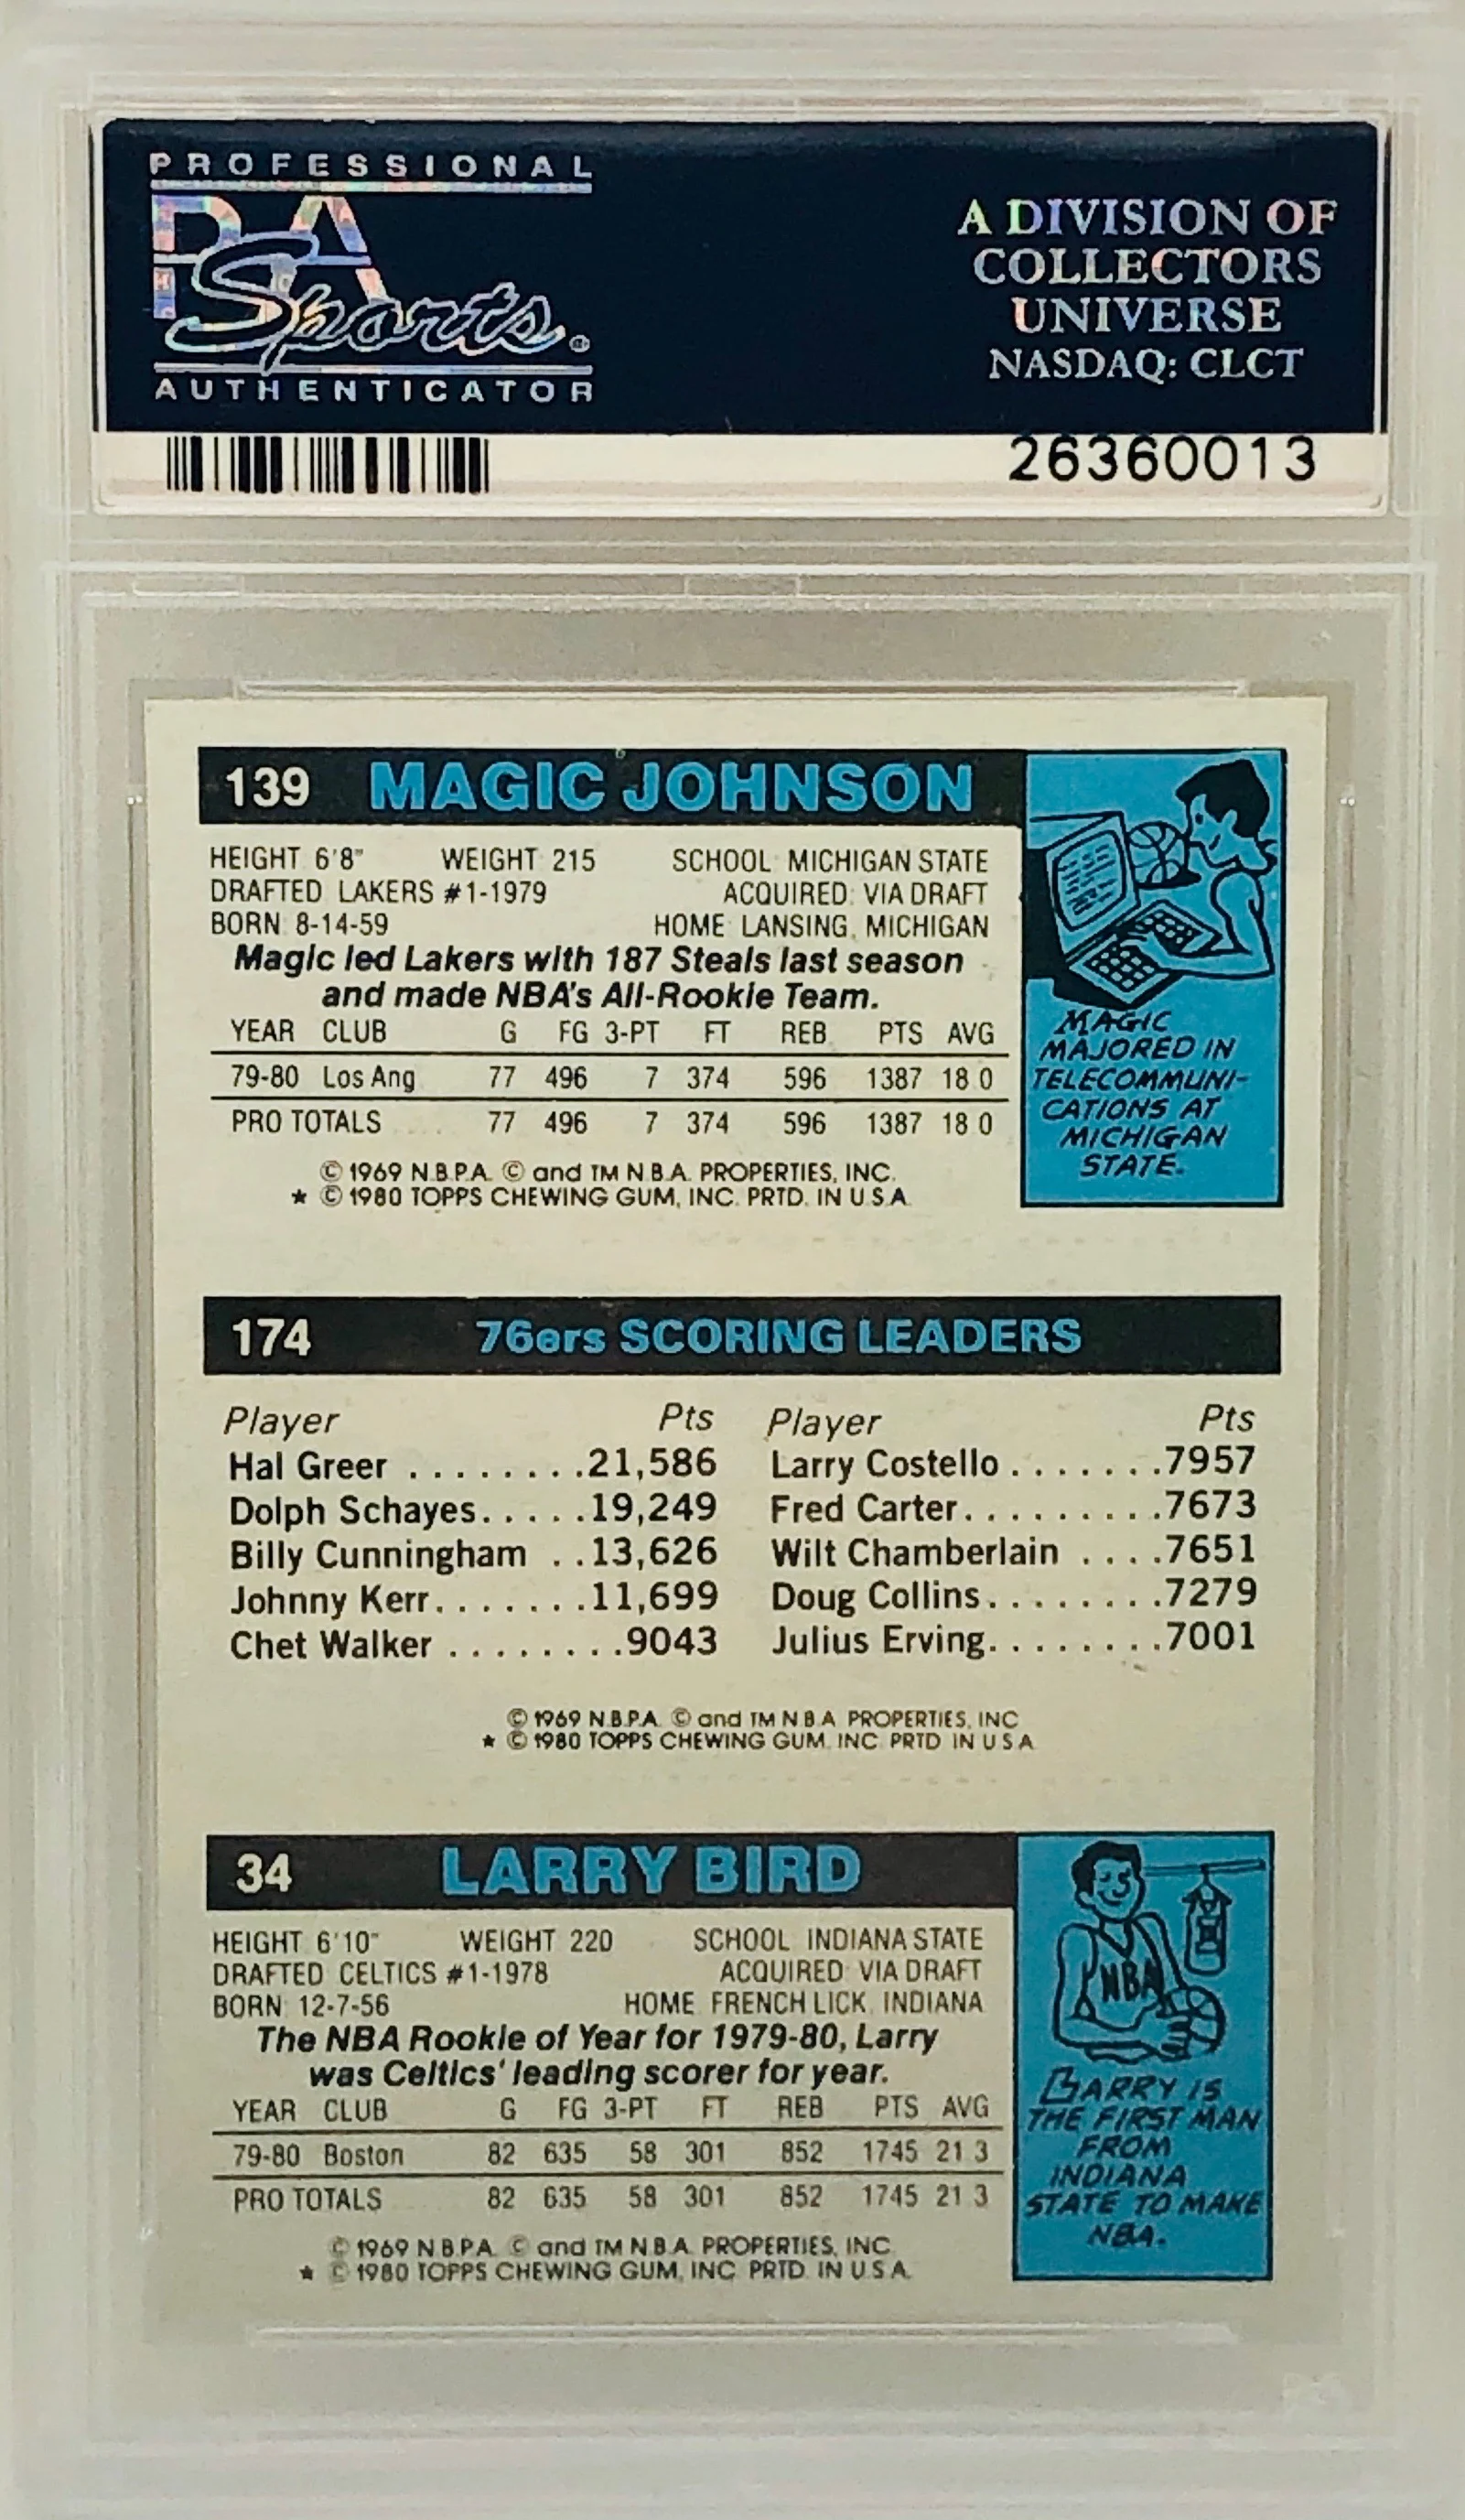 PROFESSIONAL
PSA
Sports®
AUTHENTICATOR
A DIVISION OF
COLLECTORS
UNIVERSE
NASDAQ: CLCT
26360013
139 MAGIC JOHNSON
HEIGHT 6'8" WEIGHT 215 SCHOOL MICHIGAN STATE
DRAFTED LAKERS #1-1979 ACQUIRED: VIA DRAFT
BORN 8-14-59 HOME LANSING, MICHIGAN
Magic led Lakers with 187 Steals last season
and made NBA's All-Rookie Team.
YEAR CLUB G FG 3-PT FT REB. PTS AVG
79-80 Los Ang 77 496 7 374 596 1387 18 0
PRO TOTALS 77 496 7 374 596 1387 18 0
© 1969 N.B.P.A. © and TM N.B.A. PROPERTIES, INC.
★ © 1980 TOPPS CHEWING GUM, INC. PRTD. IN U.S.A.
MAGIC
MAJORED IN
TELECOMMUNI-
CATIONS AT
MICHIGAN
STATE.
174 76ers SCORING LEADERS
Player Pts Player Pts
Hal Greer ........21,586 Larry Costello.......7957
Dolph Schayes.....19,249 Fred Carter.........7673
Billy Cunningham ..13,626 Wilt Chamberlain ....7651
Johnny Kerr.......11,699 Doug Collins........7279
Chet Walker ........9043 Julius Erving........7001
© 1969 N.B.P.A. © and TM N B A PROPERTIES, INC
★ © 1980 TOPPS CHEWING GUM, INC PRTD IN U S A
34 LARRY BIRD
HEIGHT 6'10" WEIGHT 220 SCHOOL INDIANA STATE
DRAFTED CELTICS #1-1978 ACQUIRED VIA DRAFT
BORN: 12-7-56 HOME FRENCH LICK, INDIANA
The NBA Rookie of Year for 1979-80, Larry
was Celtics' leading scorer for year.
YEAR CLUB G FG 3-PT FT REB PTS AVG
79-80 Boston 82 635 58 301 852 1745 21 3
PRO TOTALS 82 635 58 301 852 1745 21 3
© 1969 N B.P.A. © and TM N.B.A. PROPERTIES, INC
★ © 1980 TOPPS CHEWING GUM, INC PRTD IN U.S A.
NBA
BARRY IS
THE FIRST MAN
FROM
INDIANA
STATE TO MAKE
NBA.